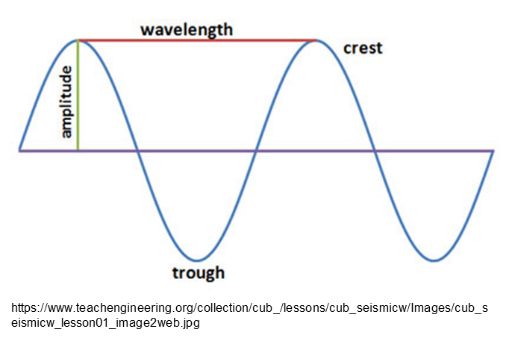 wavelength
crest
amplitude
trough
https://www.teachengineering.org/collection/cub_/lessons/cub_seismicw/Images/cub_s
eismicw_lesson01_image2web.jpg